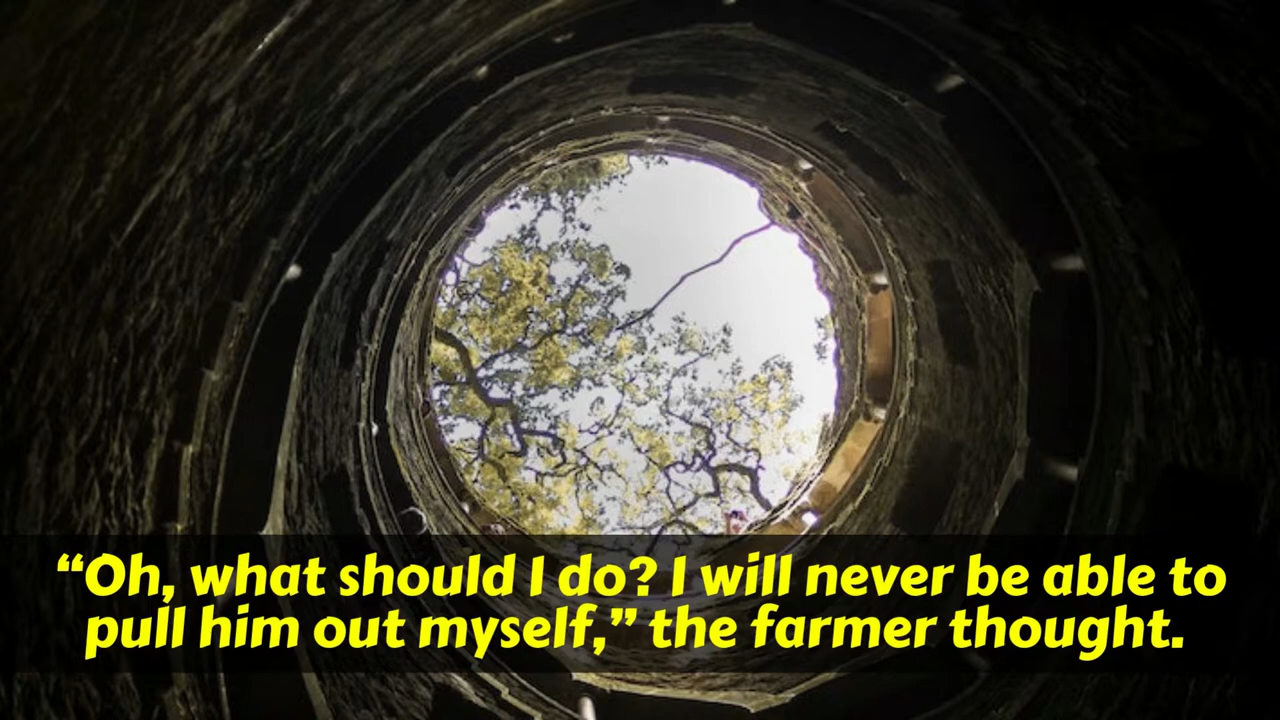 “Oh, what should I do? I will never be able to
pull him out myself,” the farmer thought.